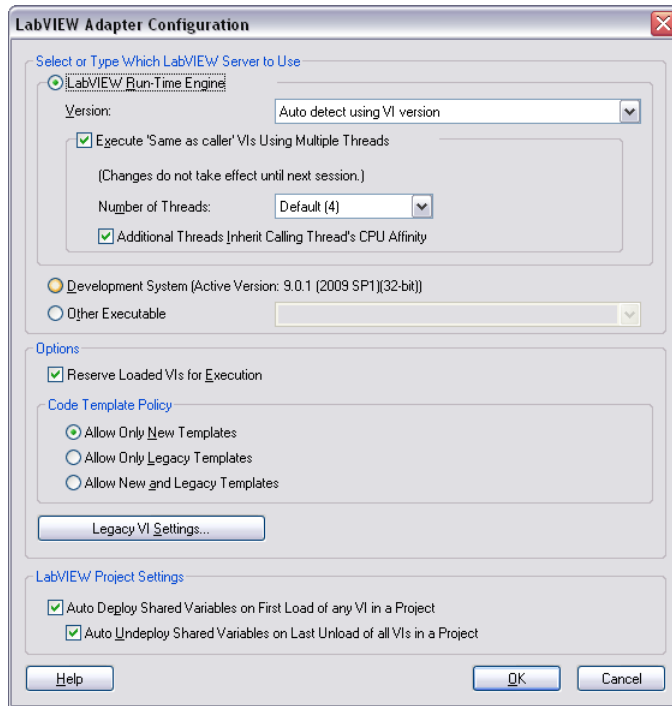 LabVIEW Adapter Configuration
Select or Type Which LabVIEW Server to Use
LabVIEW Run-Time Engine
Version:
Auto detect using VI version
Execute 'Same as caller' VIs Using Multiple Threads
(Changes do not take effect until next session.)
Number of Threads:
Default (4)
Additional Threads Inherit Calling Thread's CPU Affinity
Development System (Active Version: 9.0.1 (2009 SP1)(32-bit))
Other Executable
Options
Reserve Loaded VIs for Execution
Code Template Policy
Allow Only New Templates
Allow Only Legacy Templates
Allow New and Legacy Templates
Legacy VI Settings...
LabVIEW Project Settings
Auto Deploy Shared Variables on First Load of any VI in a Project
Auto Undeploy Shared Variables on Last Unload of all VIs in a Project
Help
OK
Cancel